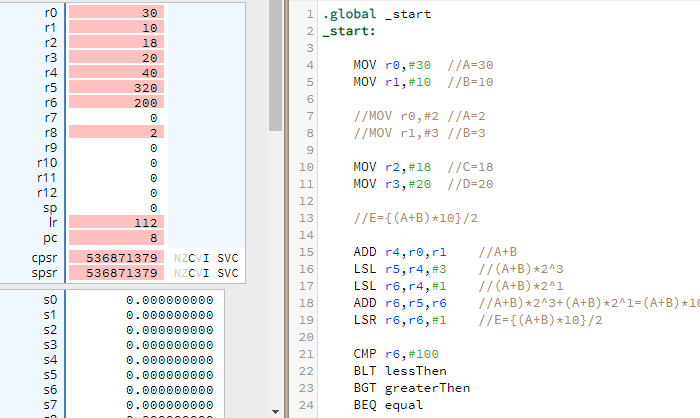 r0 30
r1 10
r2 18
r3 20
r4 40
r5 320
r6 200
r7 0
r8 2
r9 0
r10 0
r11 0
r12 0
sp 0
lr 112
pc 8
cpsr 536871379 NZCVI SVC
spsr 536871379 NZCVI SVC
s0 0.000000000
s1 0.000000000
s2 0.000000000
s3 0.000000000
s4 0.000000000
s5 0.000000000
s6 0.000000000
s7 0.000000000
1 .global _start
2 _start:
3
4 MOV r0,#30 //A=30
5 MOV r1,#10 //B=10
6
7 //MOV r0,#2 //A=2
8 //MOV r1,#3 //B=3
9
10 MOV r2,#18 //C=18
11 MOV r3,#20 //D=20
12
13 //E={(A+B)*10}/2
14
15 ADD r4,r0,r1 //A+B
16 LSL r5,r4,#3 //(A+B)*2^3
17 LSL r6,r4,#1 //(A+B)*2^1
18 ADD r6,r5,r6 //A+B)*2^3+(A+B)*2^1=(A+B)*10
19 LSR r6,r6,#1 //E={(A+B)*10}/2
20
21 CMP r6,#100
22 BLT lessThen
23 BGT greaterThen
24 BEQ equal